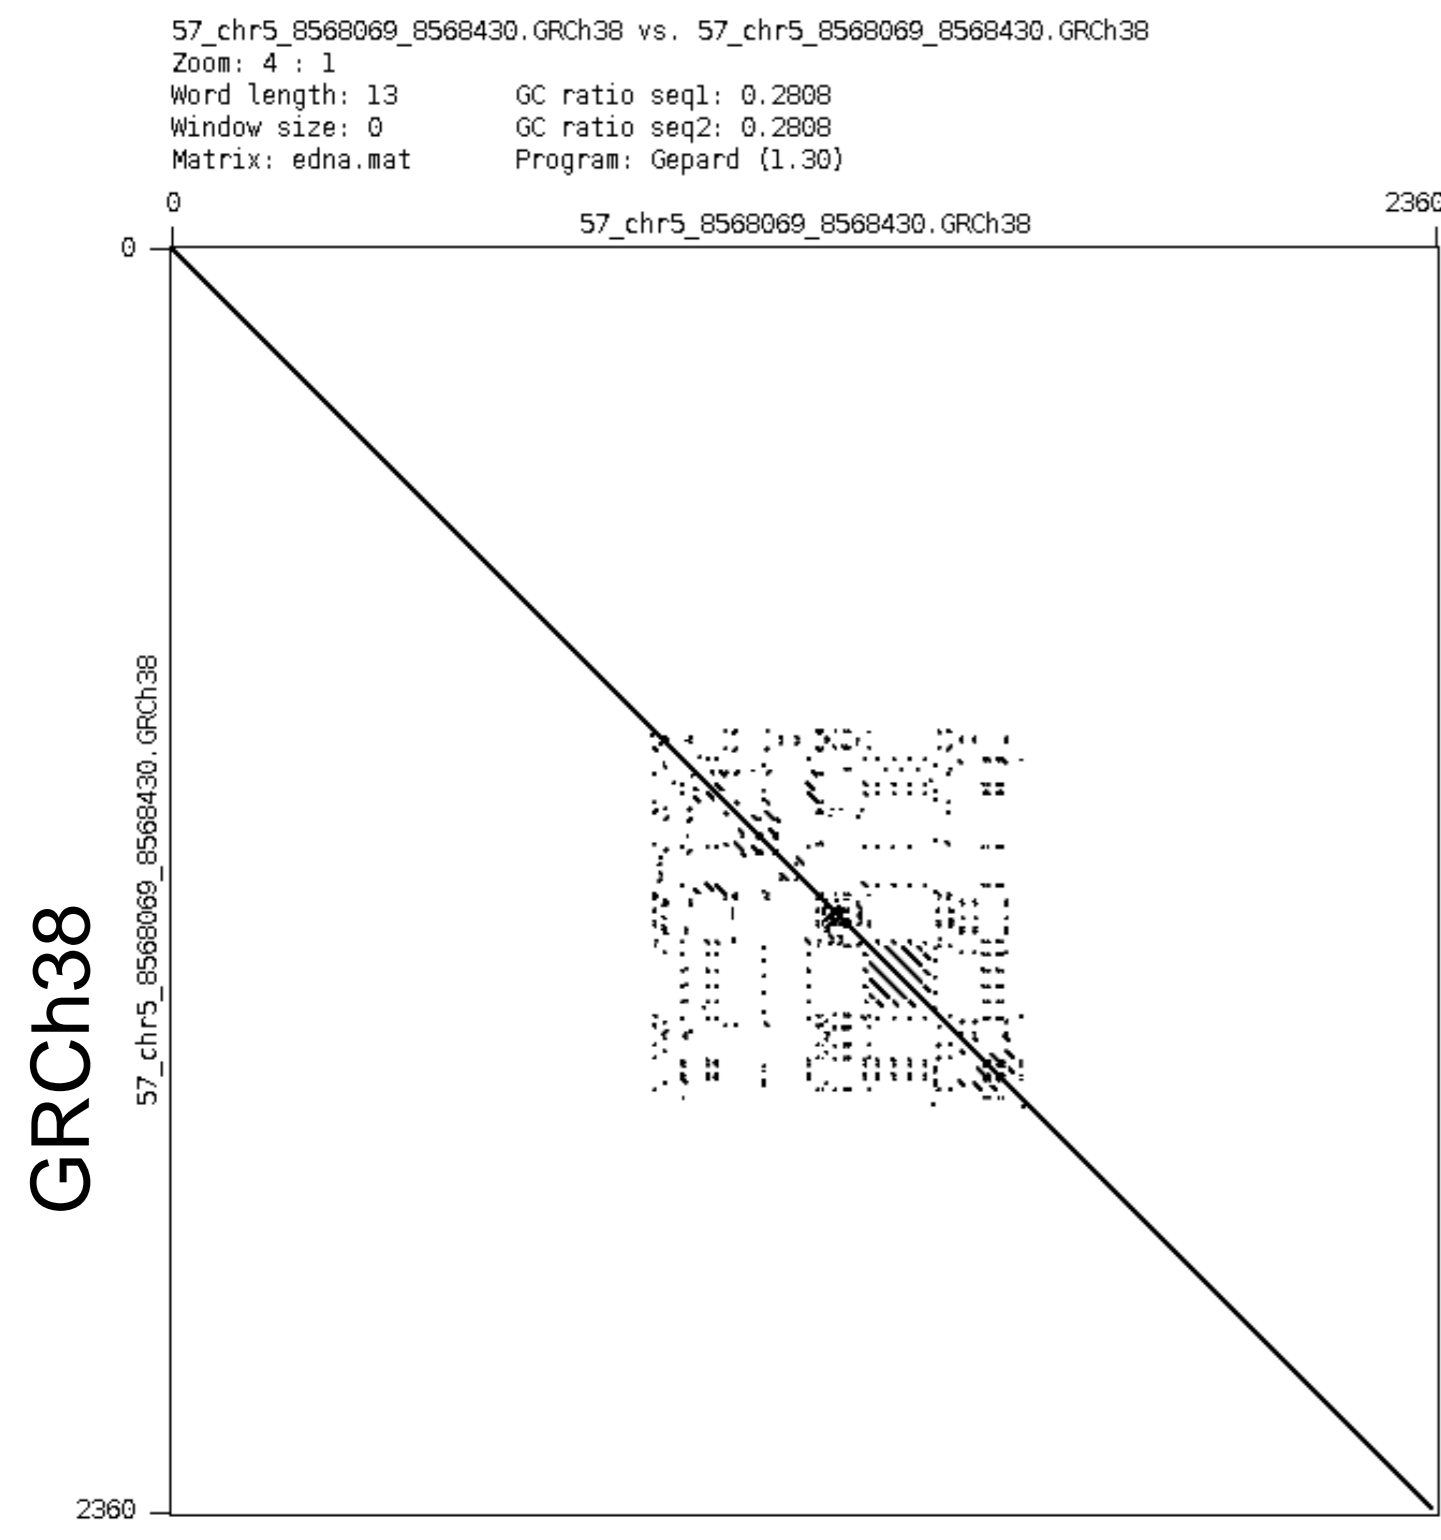 57_chr5_8568069_8568430.GRCh38 vs. 57_chr5_8568069_8568430.GRCh38
Zoom: 4 : 1
Word length: 13 GC ratio seq1: 0.2808
Window size: 0 GC ratio seq2: 0.2808
Matrix: edna.mat Program: Gepard (1.30)
0 2360
57_chr5_8568069_8568430.GRCh38
0
57_chr5_8568069_8568430.GRCh38
GRCh38
2360